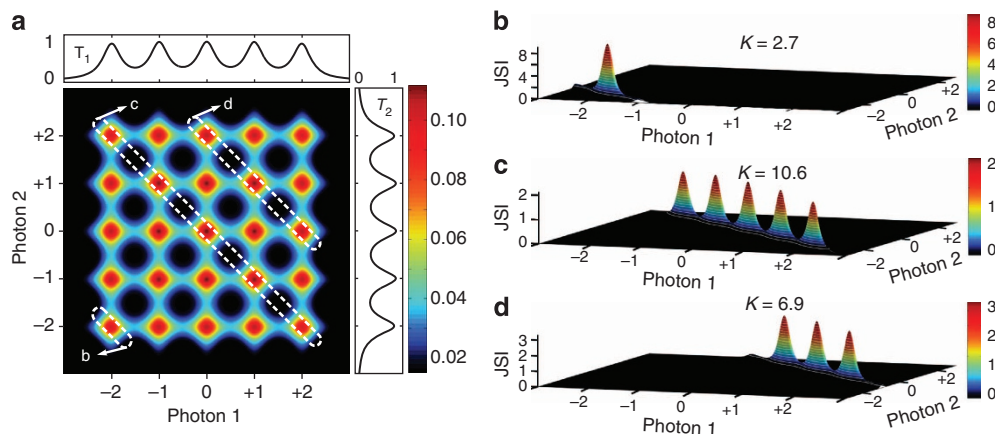 a
1
0
T1
0 1
T2
c
d
b
+2
+1
0
−1
−2
Photon 2
−2 −1 0 +1 +2
Photon 1
0.10
0.08
0.06
0.04
0.02
b
K = 2.7
JSI
8
4
0
−2 −1 0 +1 +2
Photon 1
−2 0 +2
Photon 2
8
6
4
2
0
c
K = 10.6
JSI
2
1
0
−2 −1 0 +1 +2
Photon 1
−2 0 +2
Photon 2
2
1
0
d
K = 6.9
JSI
3
2
1
0
−2 −1 0 +1 +2
Photon 1
−2 0 +2
Photon 2
3
2
1
0